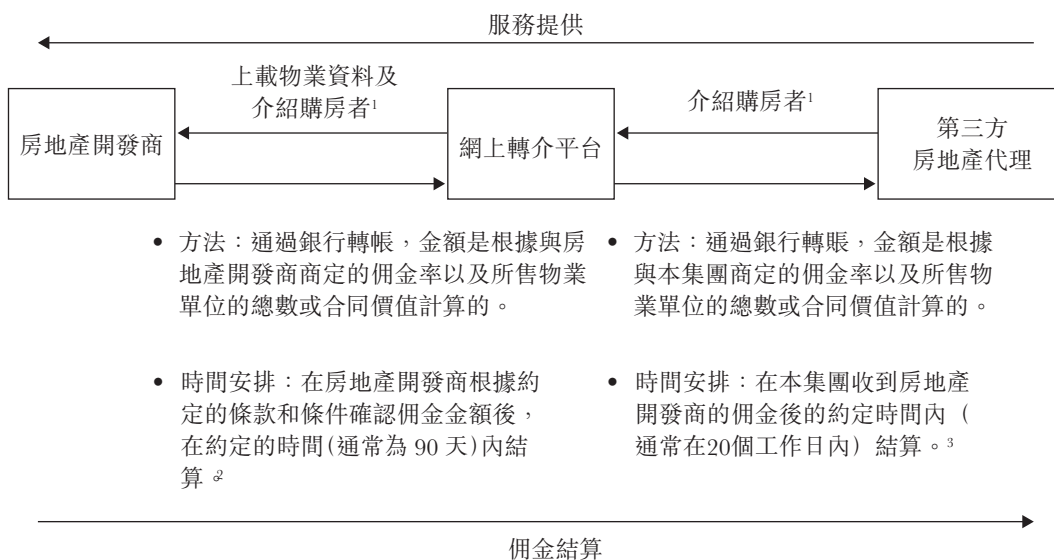 服務提供
上載物業資料及
介紹購房者1
介紹購房者1
房地產開發商
網上轉介平台
第三方
房地產代理
• 方法：通過銀行轉帳，金額是根據與房
地產開發商商定的佣金率以及所售物業
單位的總數或合同價值計算的。
• 時間安排：在房地產開發商根據約
定的條款和條件確認佣金金額後，
在約定的時間(通常為 90 天)內結
算。2
• 方法：通過銀行轉賬，金額是根據
與本集團商定的佣金率以及所售物
業單位的總數或合同價值計算的。
• 時間安排：在本集團收到房地產
開發商的佣金後的約定時間內（
通常在20個工作日內）結算。3
佣金結算